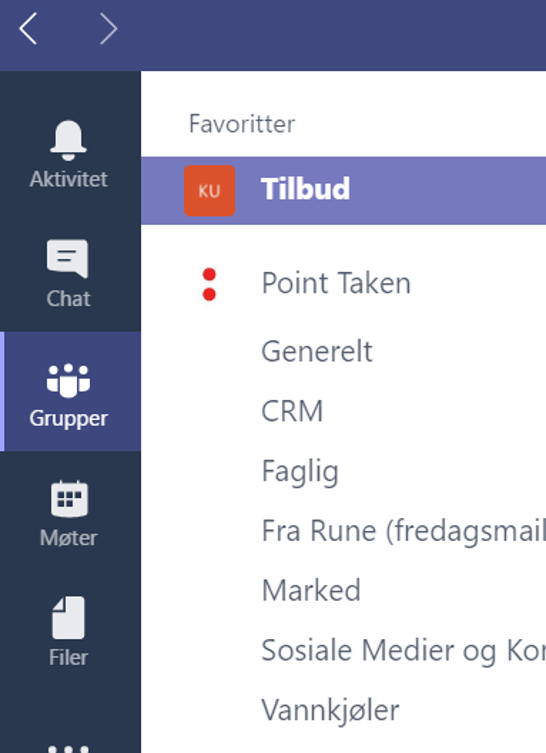 Aktivitet
Chat
Grupper
Møter
Filer
Favoritter
KU Tilbud
Point Taken
Generelt
CRM
Faglig
Fra Rune (fredagsmail
Marked
Sosiale Medier og
Vannkjøler